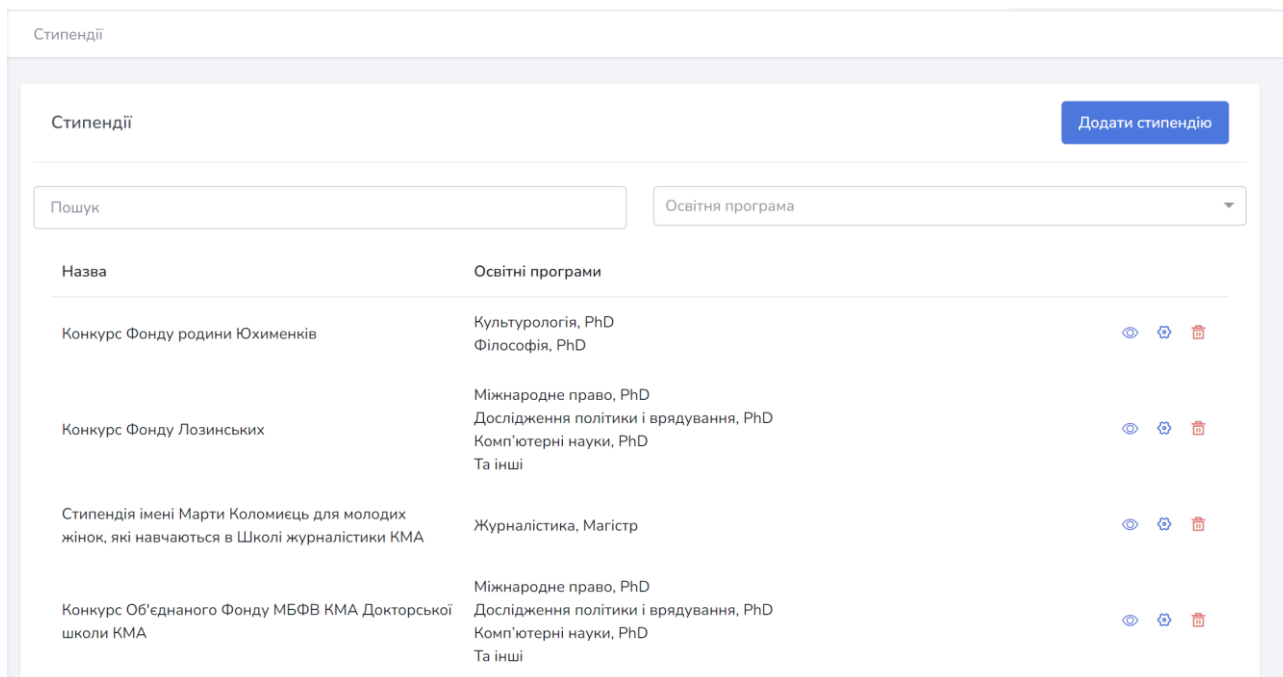 Стипендії
Стипендії
Додати стипендію
Пошук
Освітня програма
Назва
Освітні програми
Конкурс Фонду родини Юхименків
Культурологія, PhD
Філософія, PhD
Конкурс Фонду Лозинських
Міжнародне право, PhD
Дослідження політики і врядування, PhD
Комп’ютерні науки, PhD
Та інші
Стипендія імені Марти Коломиєць для молодих
жінок, які навчаються в Школі журналістики КМА
Журналістика, Магістр
Конкурс Об'єднаного Фонду МБФВ КМА Докторської
школи КМА
Міжнародне право, PhD
Дослідження політики і врядування, PhD
Комп’ютерні науки, PhD
Та інші